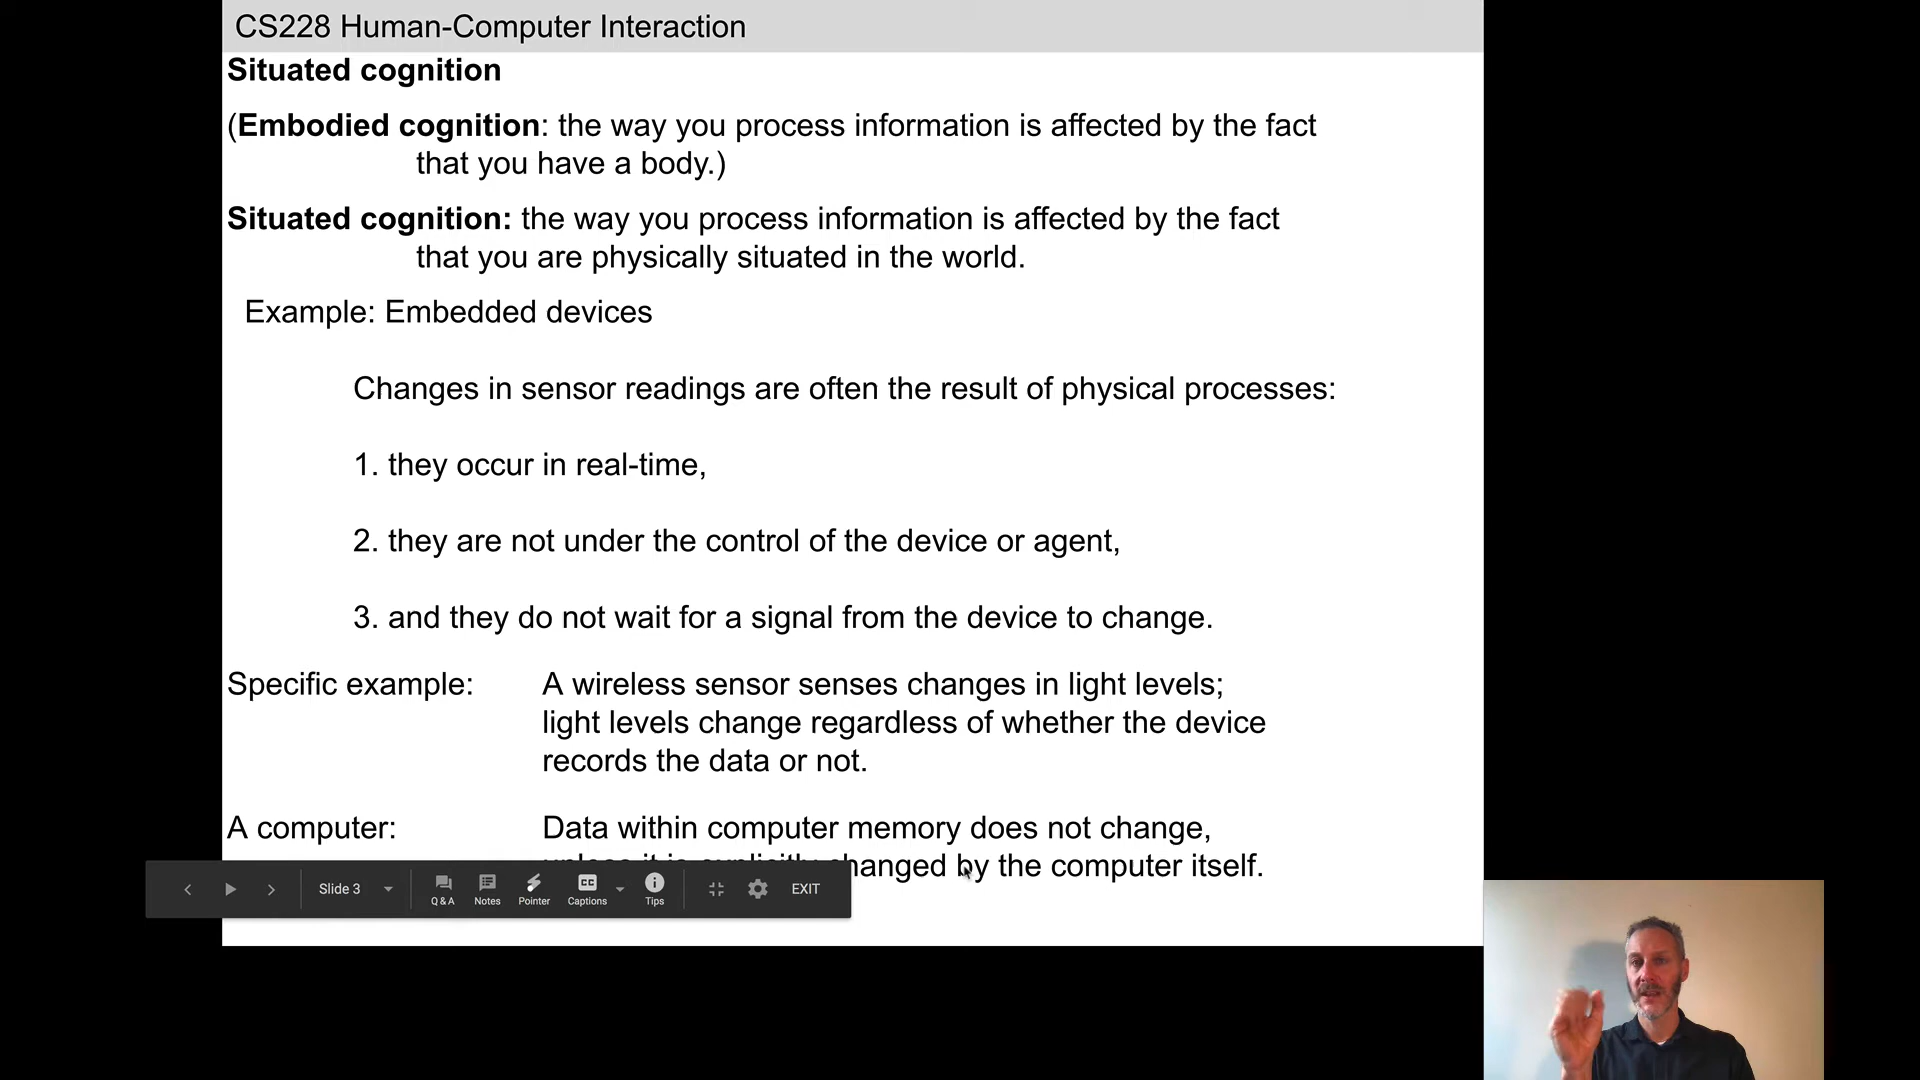 CS228 Human-Computer Interaction
Situated cognition
(Embodied cognition: the way you process information is affected by the fact
that you have a body.)
Situated cognition: the way you process information is affected by the fact
that you are physically situated in the world.
Example: Embedded devices
Changes in sensor readings are often the result of physical processes:
1. they occur in real-time,
2. they are not under the control of the device or agent,
3. and they do not wait for a signal from the device to change.
Specific example: A wireless sensor senses changes in light levels;
light levels change regardless of whether the device
records the data or not.
A computer: Data within computer memory does not change,
unless it is explicitly changed by the computer itself.
Slide 3
Q & A
Notes
Pointer
CC
Captions
Tips
EXIT